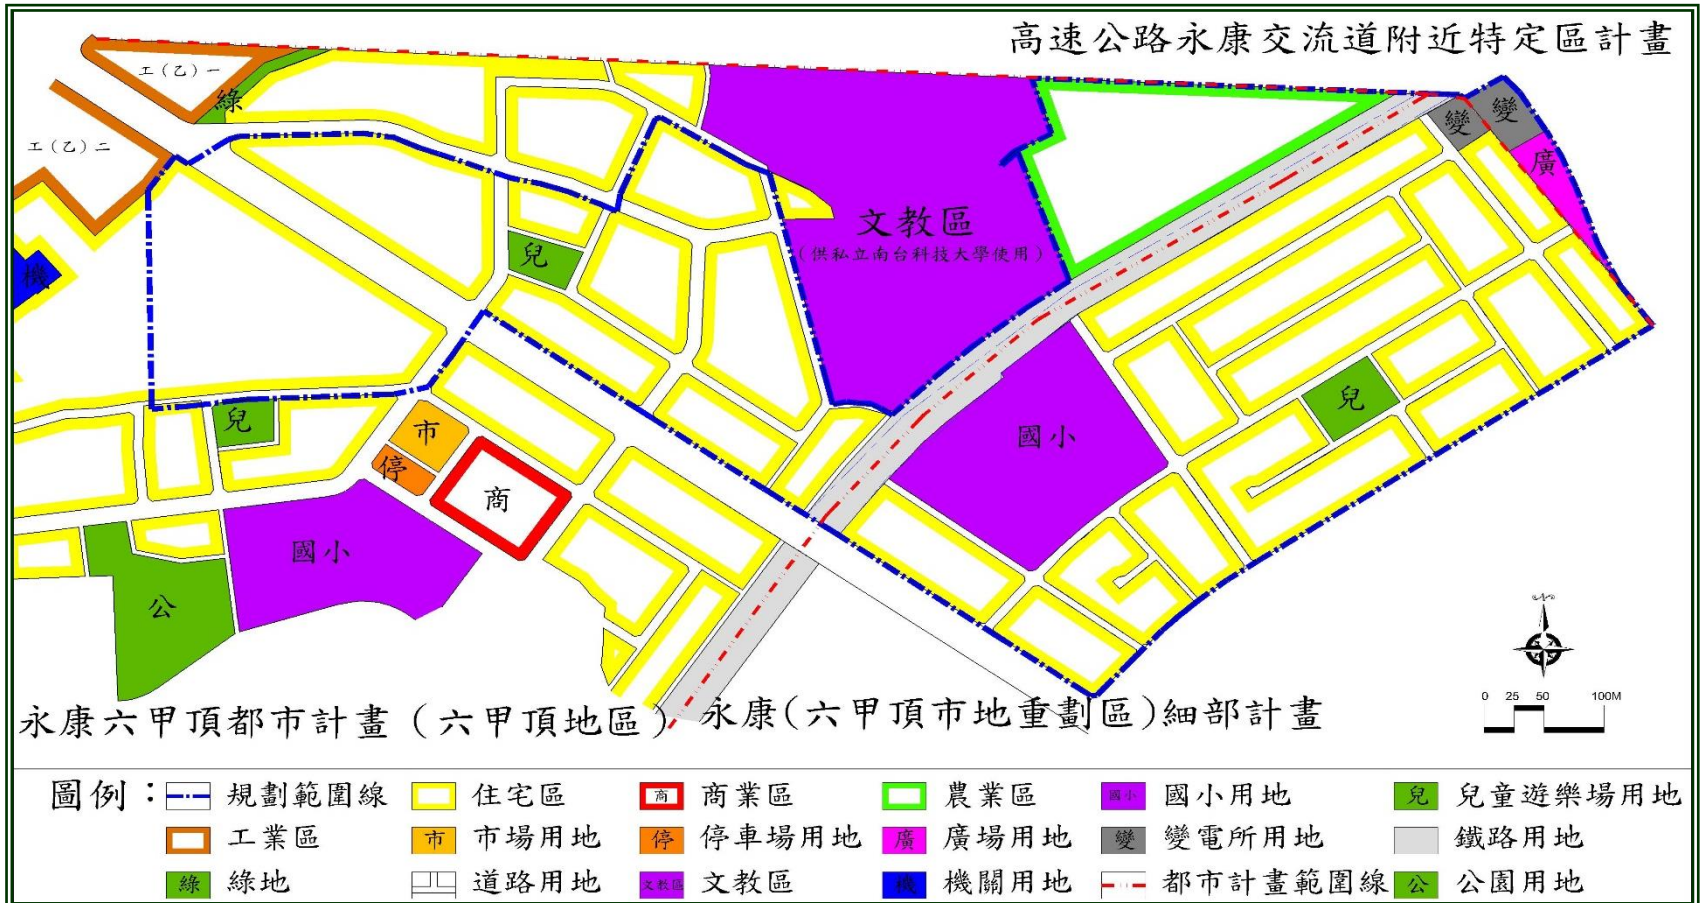 高速公路永康交流道附近特定區計畫
工(乙)一
綠
變
變
工(乙)二
廣
文教區
(供私立南台科技大學使用)
兒
機
兒
兒
市
國小
停
商
國小
公
永康六甲頂都市計畫(六甲頂地區)
永康(六甲頂市地重劃區)細部計畫
0 25 50 100M
圖例：
規劃範圍線
住宅區
商 商業區
農業區
國小 國小用地
兒 兒童遊樂場用地
工業區
市 市場用地
停 停車場用地
廣 廣場用地
變 變電所用地
鐵路用地
綠 綠地
道路用地
文教區 文教區
機 機關用地
都市計畫範圍線
公 公園用地